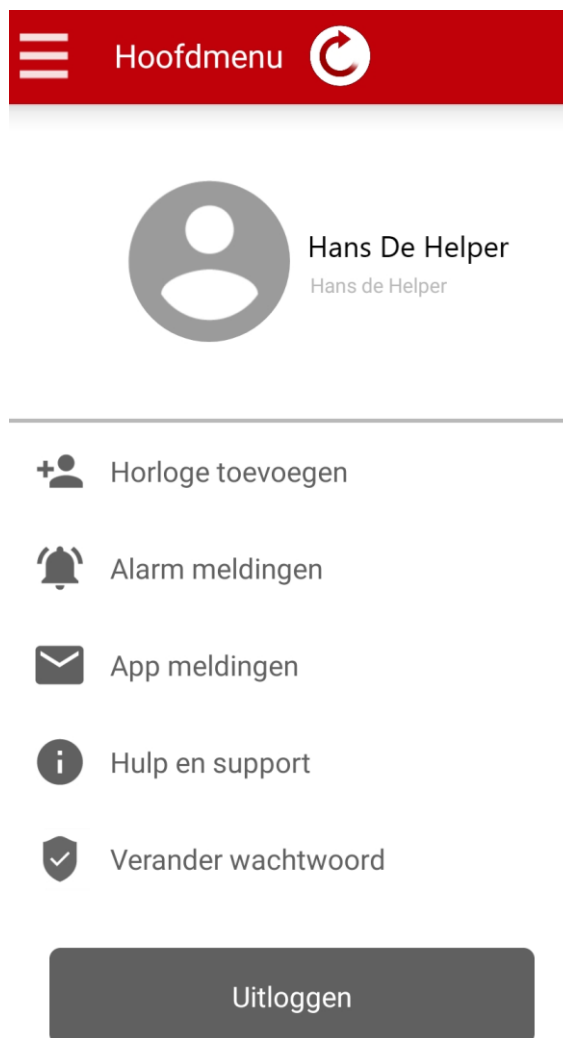 Hoofdmenu
Hans De Helper
Hans de Helper
Horloge toevoegen
Alarm meldingen
App meldingen
Hulp en support
Verander wachtwoord
Uitloggen